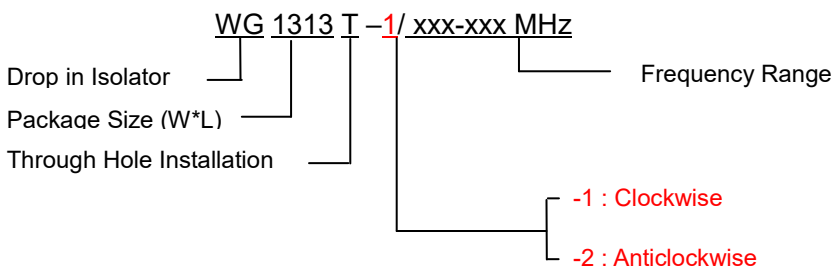 WG 1313 T –1/ xxx-xxx MHz
Drop in Isolator
Frequency Range
Package Size (W*L)
Through Hole Installation
-1 : Clockwise
-2 : Anticlockwise